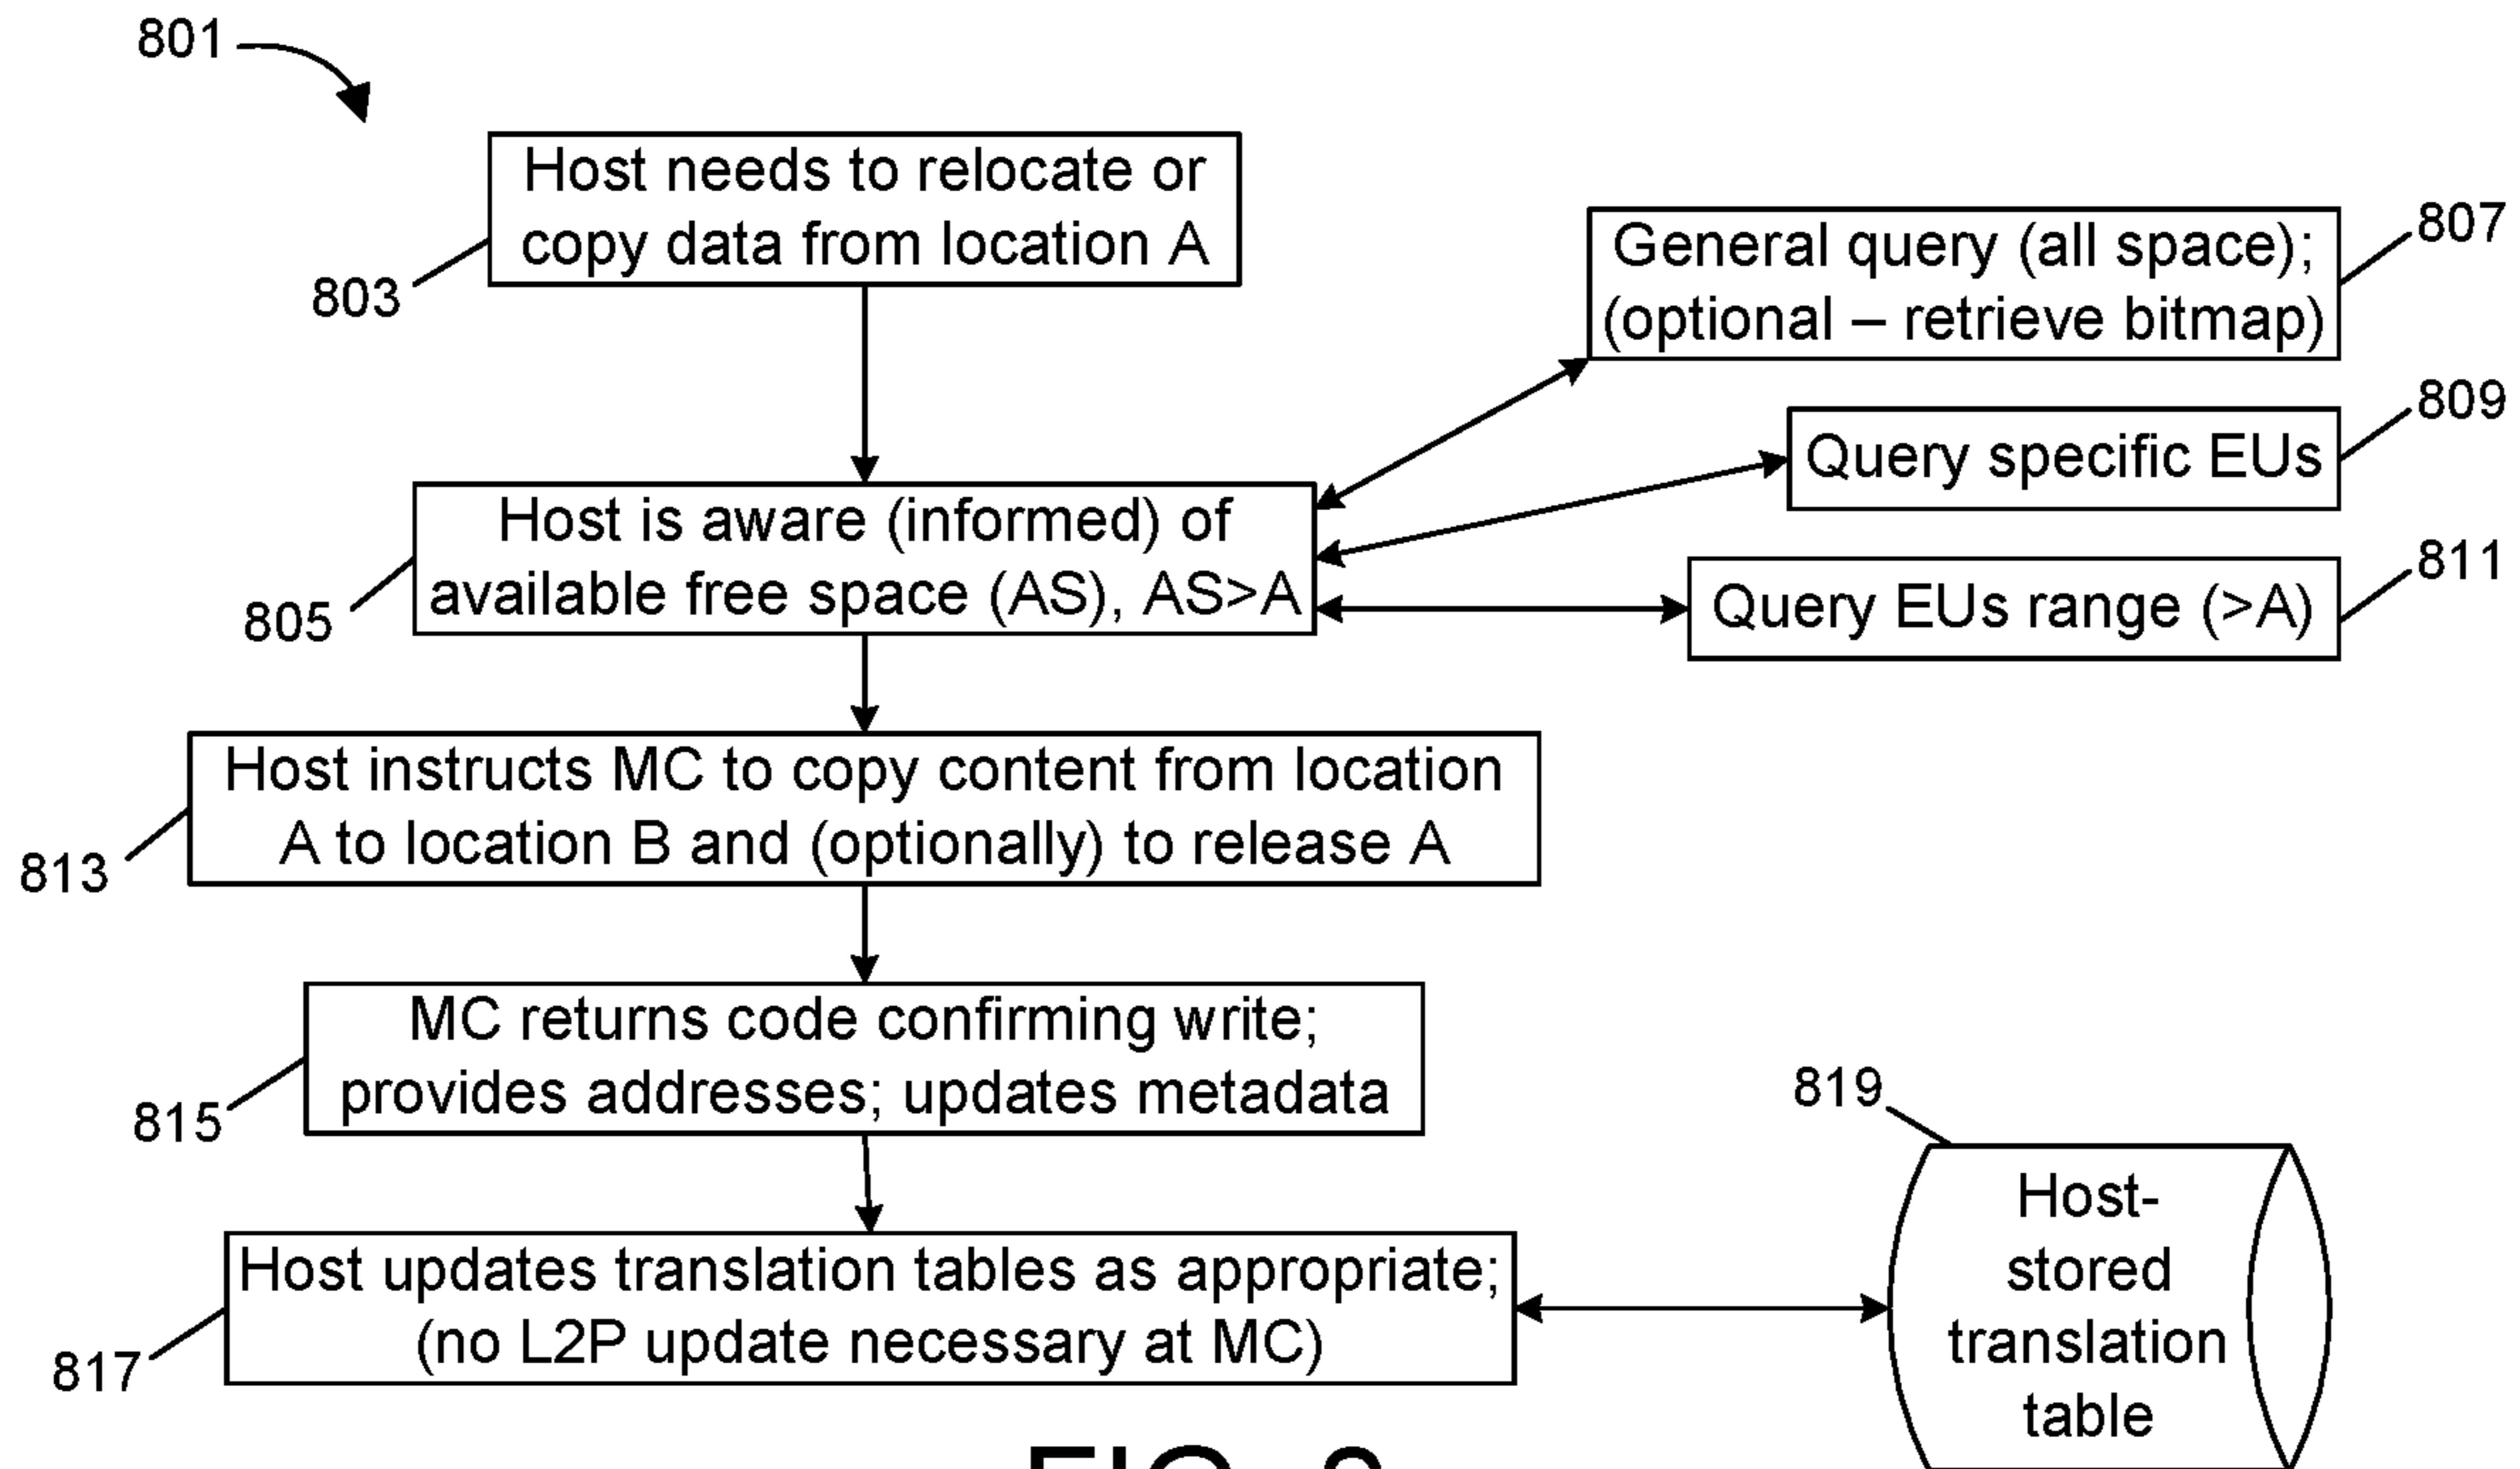 801
Host needs to relocate or
copy data from location A
803
General query (all space);
(optional – retrieve bitmap)
807
Query specific EUs
809
Host is aware (informed) of
available free space (AS), AS>A
805
Query EUs range (>A)
811
Host instructs MC to copy content from location
A to location B and (optionally) to release A
813
MC returns code confirming write;
provides addresses; updates metadata
815
Host updates translation tables as appropriate;
(no L2P update necessary at MC)
817
819
Host-
stored
translation
table
FIG.